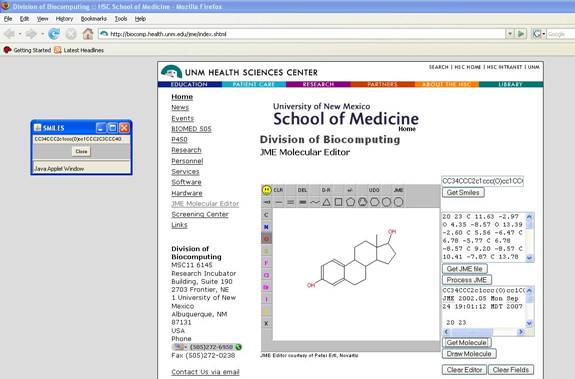 Division of Biocomputing :: HSC School of Medicine - Mozilla Firefox
File Edit View History Bookmarks Tools Help
http://biocomp.health.unm.edu/jme/index.shtml
Google
Getting Started Latest Headlines
SEARCH | HSC HOME | HSC INTRANET | UNM
UNM HEALTH SCIENCES CENTER
EDUCATION PATIENT CARE RESEARCH PARTNERS ABOUT THE HSC LIBRARY
Home
News
Events
BIOMED 505
P450
Research
Personnel
Services
Software
Hardware
JME Molecular Editor
Screening Center
Links
Division of
Biocomputing
MSC11 6145
Research Incubator
Building, Suite 190
2703 Frontier, NE
1 University of New
Mexico
Albuquerque, NM
87131
USA
Phone
(505)272-6950
Fax (505)272-0238
Contact Us via email
SMILES
CC34CCC2c1ccc(O)cc1CCC2C3CCC4O
Close
Java Applet Window
University of New Mexico
School of Medicine
Home
Division of Biocomputing
JME Molecular Editor
CLR DEL D-R +/- UDO JME
C
N
O
S
F
Cl
Br
I
P
X
OH
OH
JME Editor courtesy of Peter Ertl, Novartis
CC34CCC2c1ccc(O)cc1CC
Get Smiles
20 23 C 11.63 -2.97
O 4.35 -8.57 O 13.39
-2.60 C 5.56 -6.47 C
6.78 -5.77 C 6.78
-8.57 C 9.20 -8.57 C
10.41 -7.87 C 13.78
Get JME file
Process JME
CC34CCC2c1ccc(O)cc1C
JME 2002.05 Mon Sep
24 19:01:12 MDT 2007
20 23
Get Molecule
Draw Molecule
Clear Editor Clear Fields